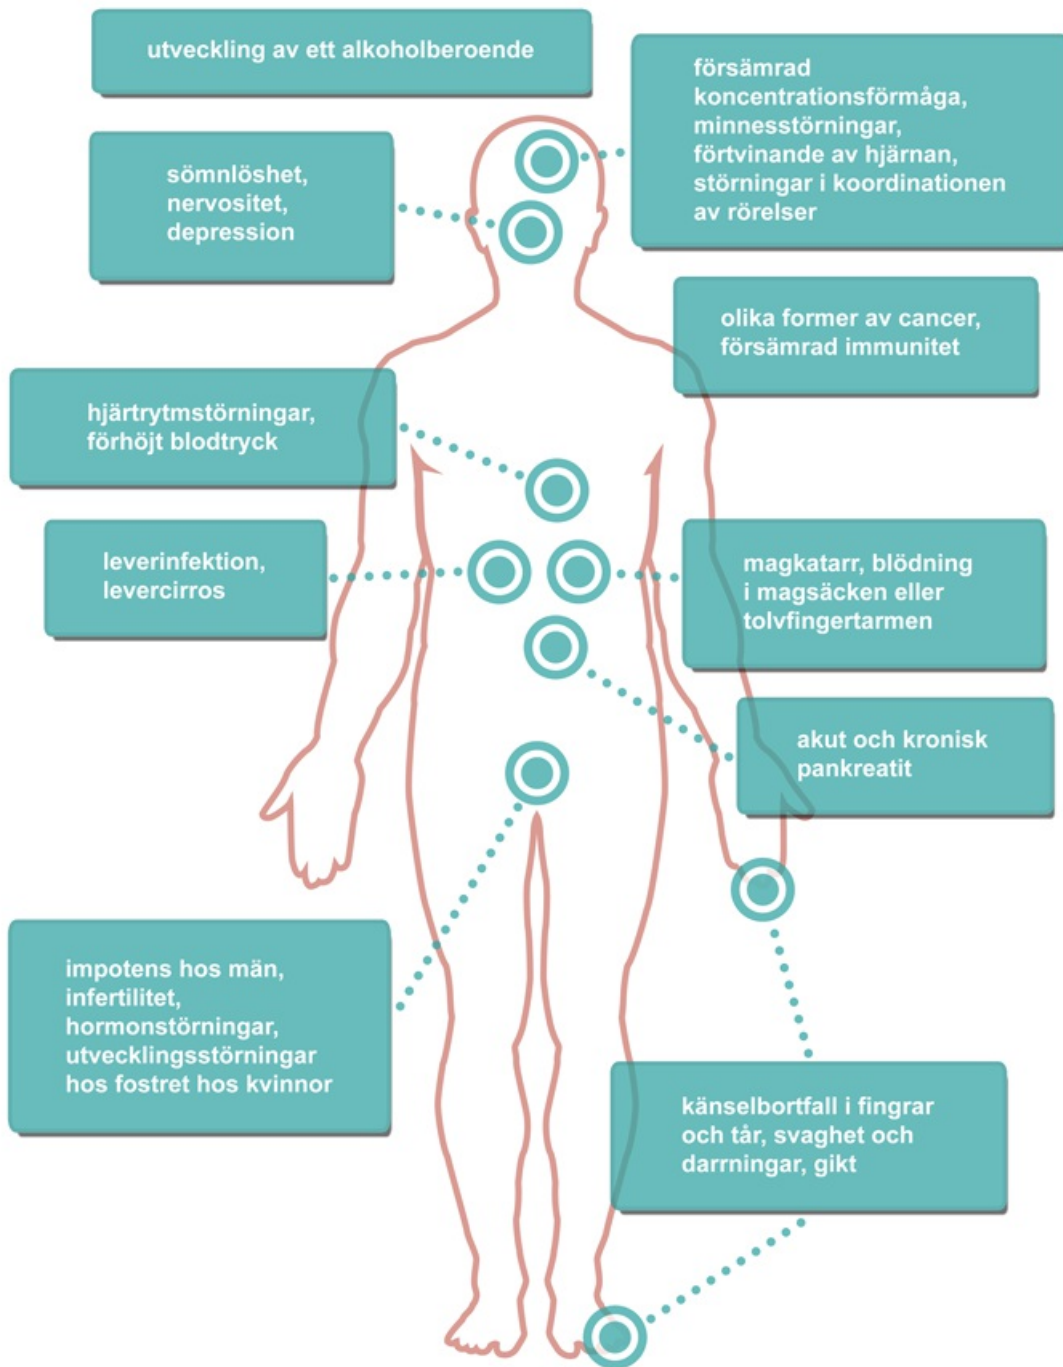 utveckling av ett alkoholberoende
försämrad
koncentrationsförmåga,
minnesstörningar,
förtvinande av hjärnan,
störningar i koordinationen
av rörelser
sömnlöshet,
nervositet,
depression
olika former av cancer,
försämrad immunitet
hjärtrytmstörningar,
förhöjt blodtryck
leverinfektion,
levercirros
magkatarr, blödning
i magsäcken eller
tolvfingertarmen
akut och kronisk
pankreatit
impotens hos män,
infertilitet,
hormonstörningar,
utvecklingsstörningar
hos fostret hos kvinnor
känselbortfall i fingrar
och tår, svaghet och
darrningar, gikt